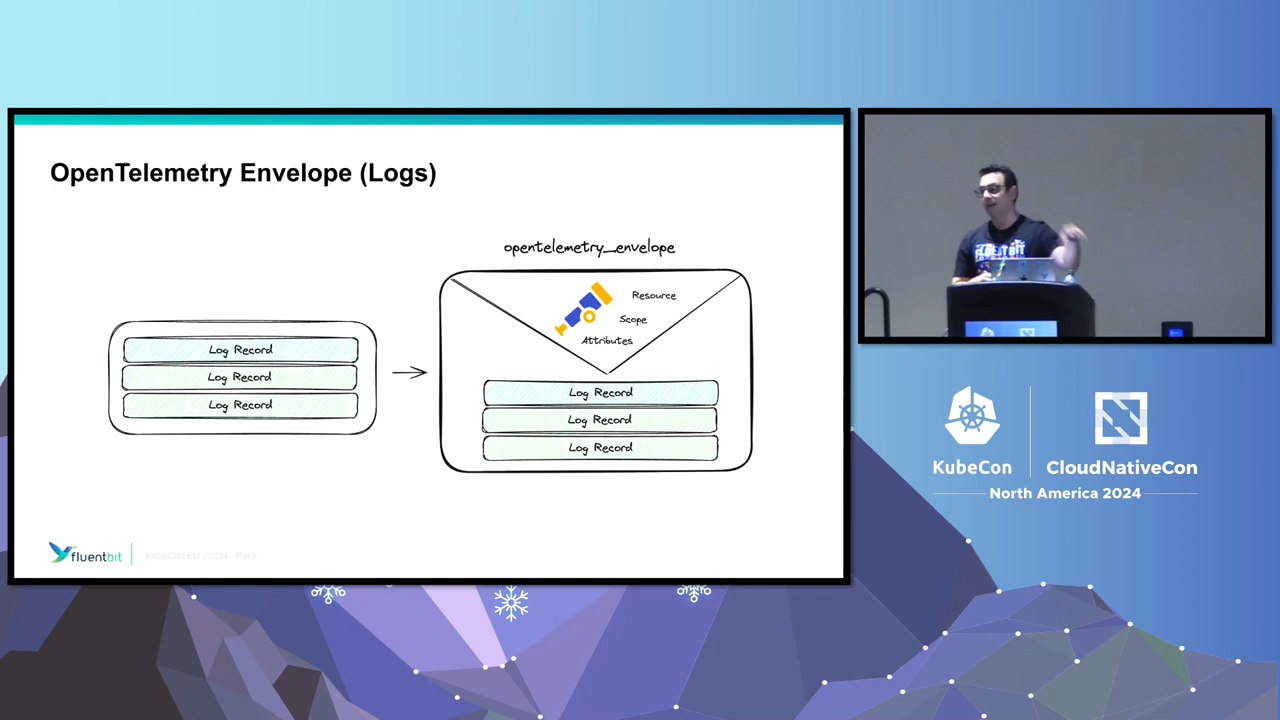 OpenTelemetry Envelope (Logs)
opentelemetry_envelope
Resource
Scope
Attributes
Log Record
Log Record
Log Record
Log Record
Log Record
Log Record
fluentbit
FLUENTBIT
KubeCon
CloudNativeCon
North America 2024